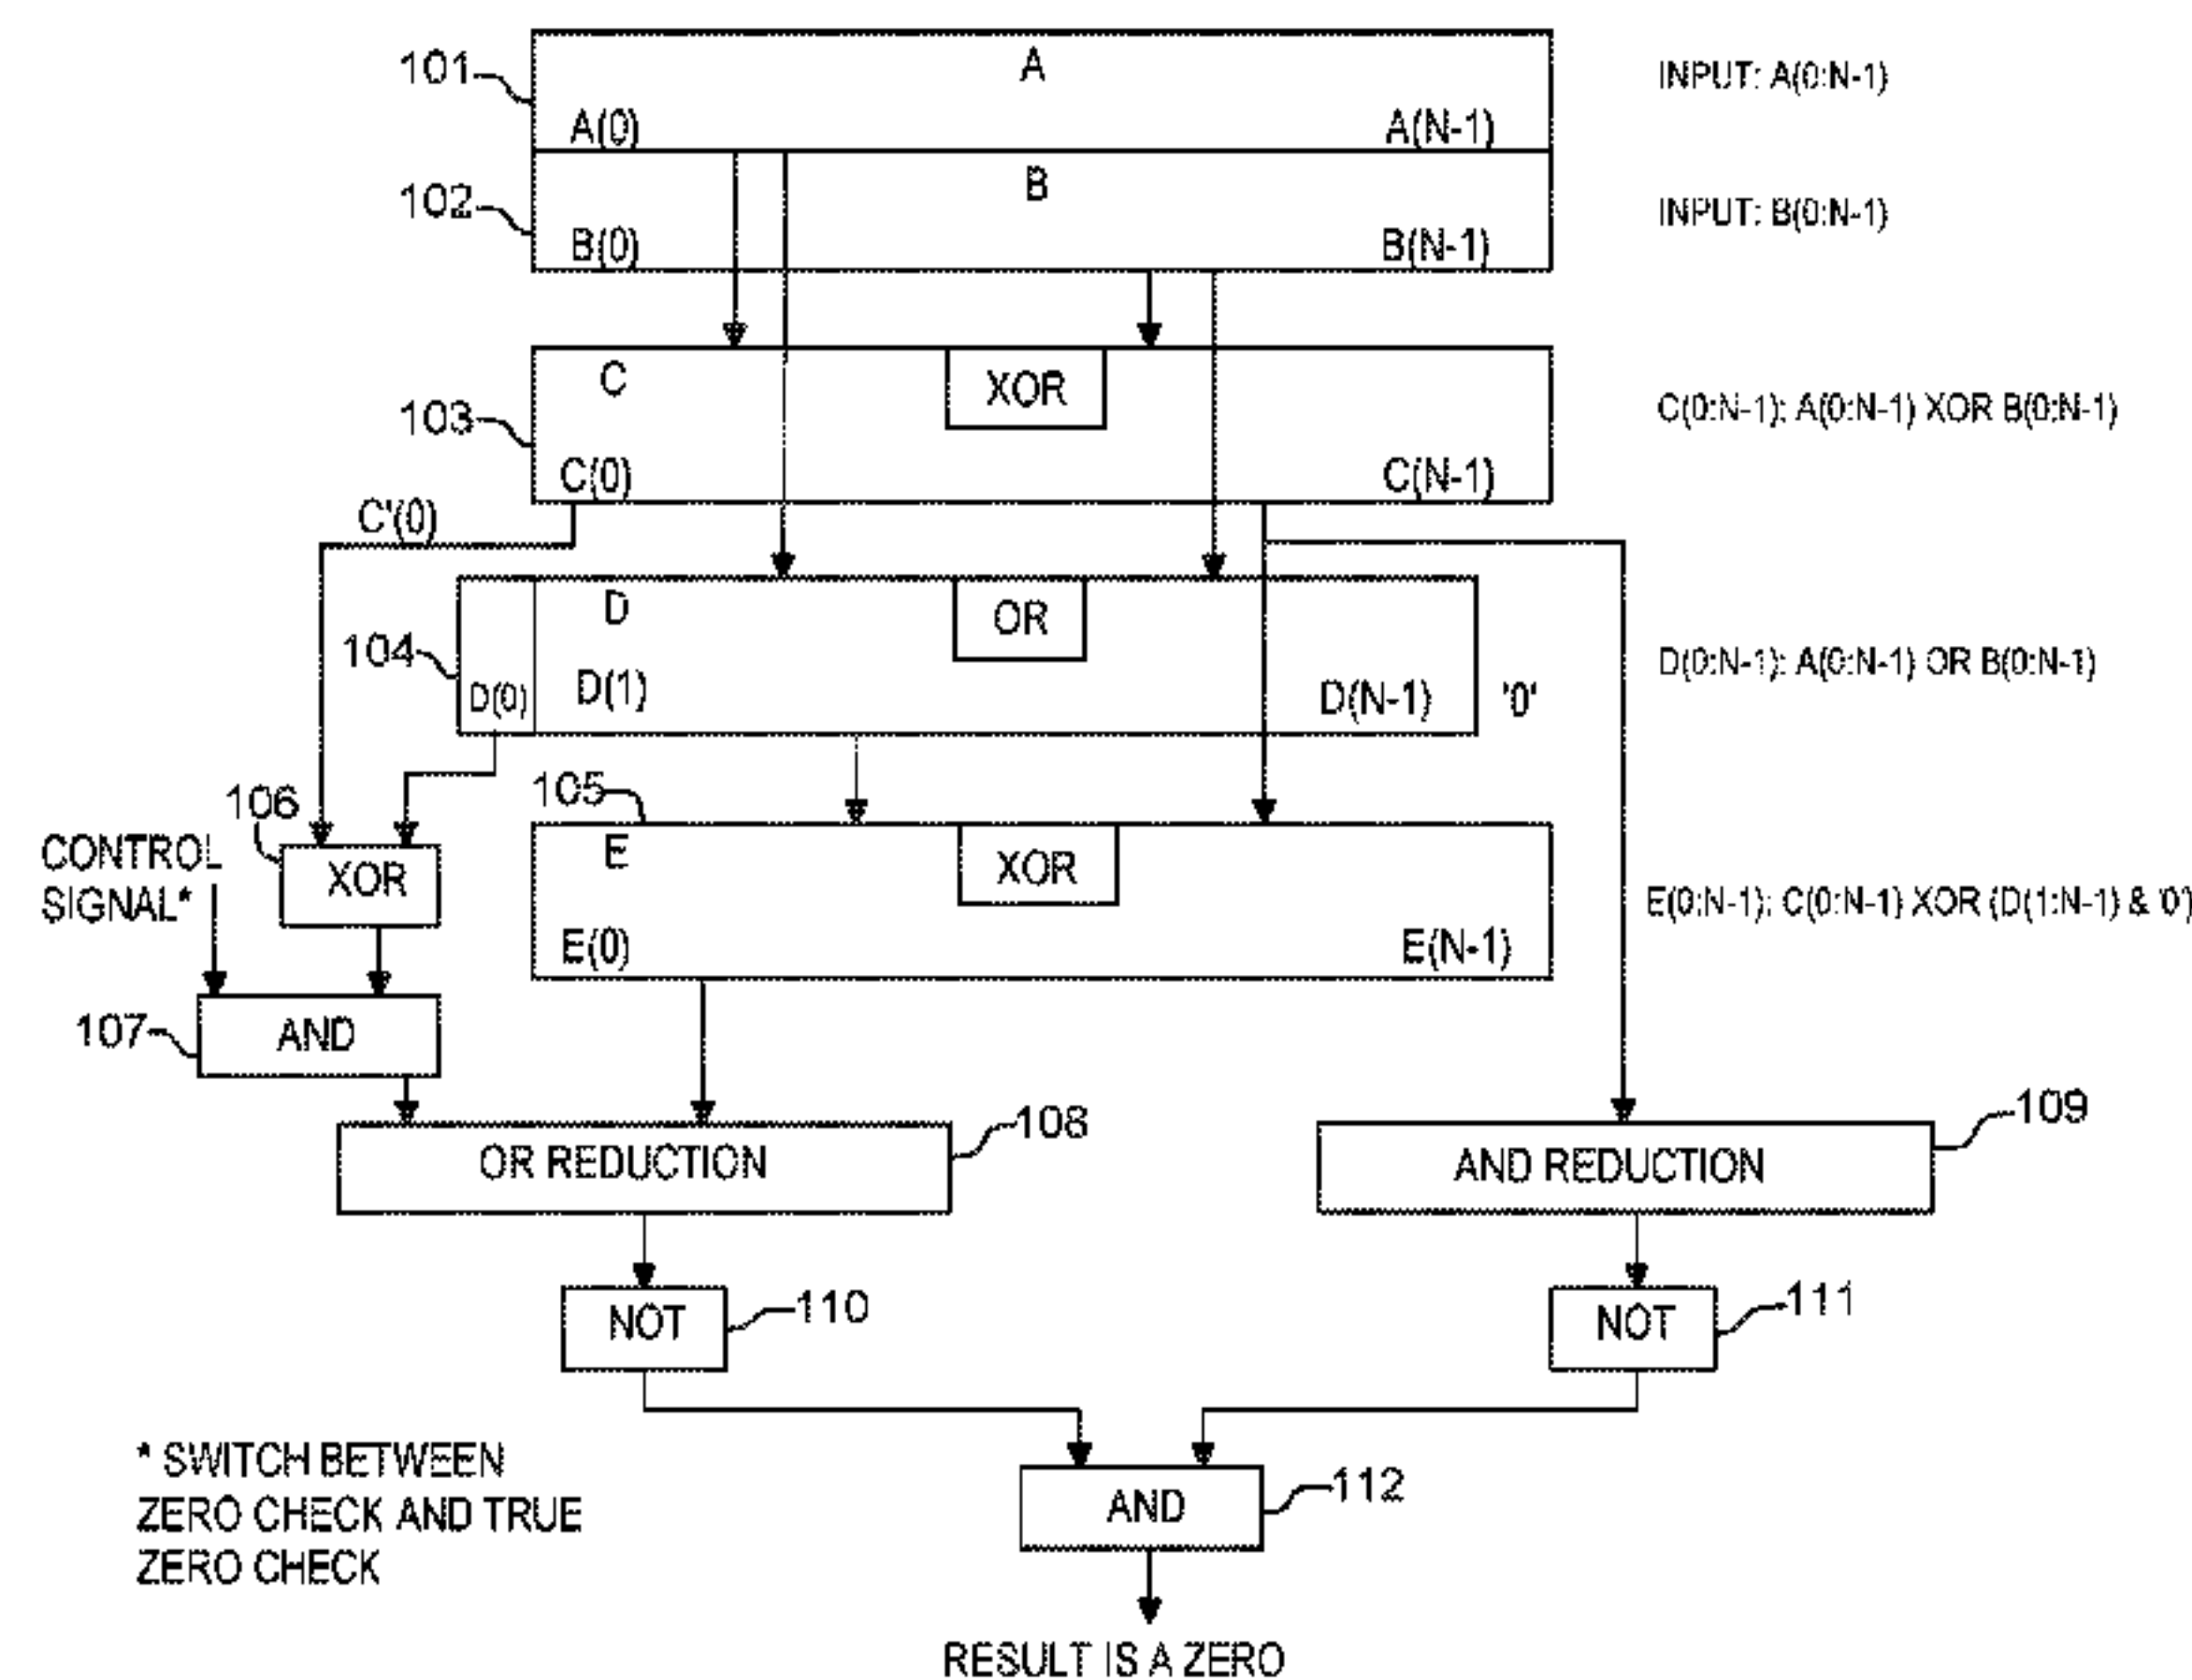 101
A
INPUT: A(0:N-1)
A(0)
A(N-1)
102
B
INPUT: B(0:N-1)
B(0)
B(N-1)
C
XOR
103
C(0:N-1); A(0:N-1) XOR B(0:N-1)
C(0)
C(N-1)
C'(0)
D
OR
104
D(0)
D(1)
D(N-1)
'0'
D(0:N-1); A(0:N-1) OR B(0:N-1)
105
106
CONTROL
SIGNAL*
XOR
E
XOR
E(0:N-1); C(0:N-1) XOR (D(1:N-1) & '0')
E(0)
E(N-1)
107
AND
108
OR REDUCTION
109
AND REDUCTION
NOT
110
NOT
111
* SWITCH BETWEEN
ZERO CHECK AND TRUE
ZERO CHECK
AND
112
RESULT IS A ZERO